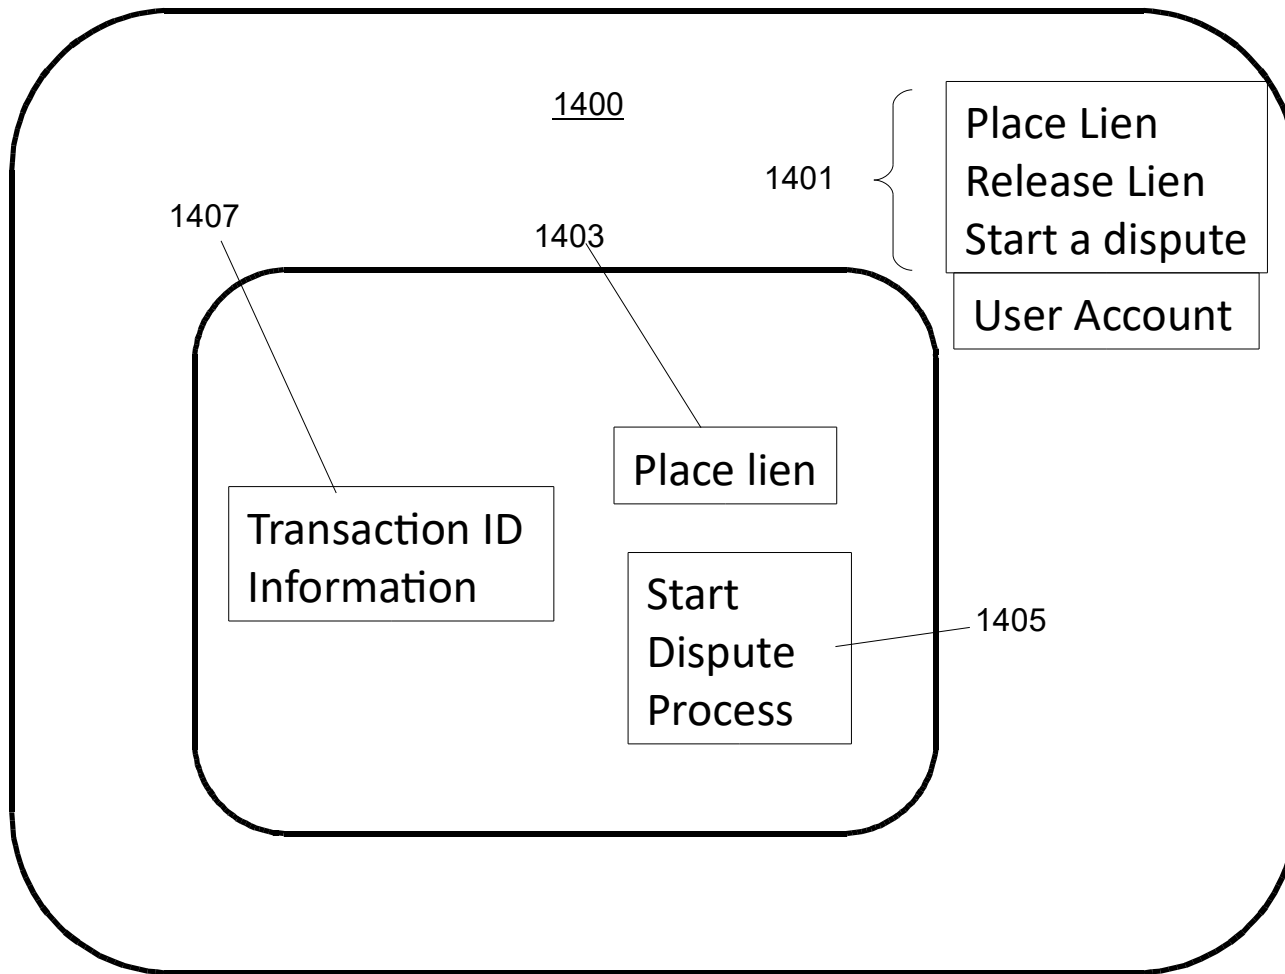 1400
Place Lien
1401
Release Lien
Start a dispute
1407
1403
User Account
Place lien
Transaction ID
Information
Start
Dispute
Process
1405